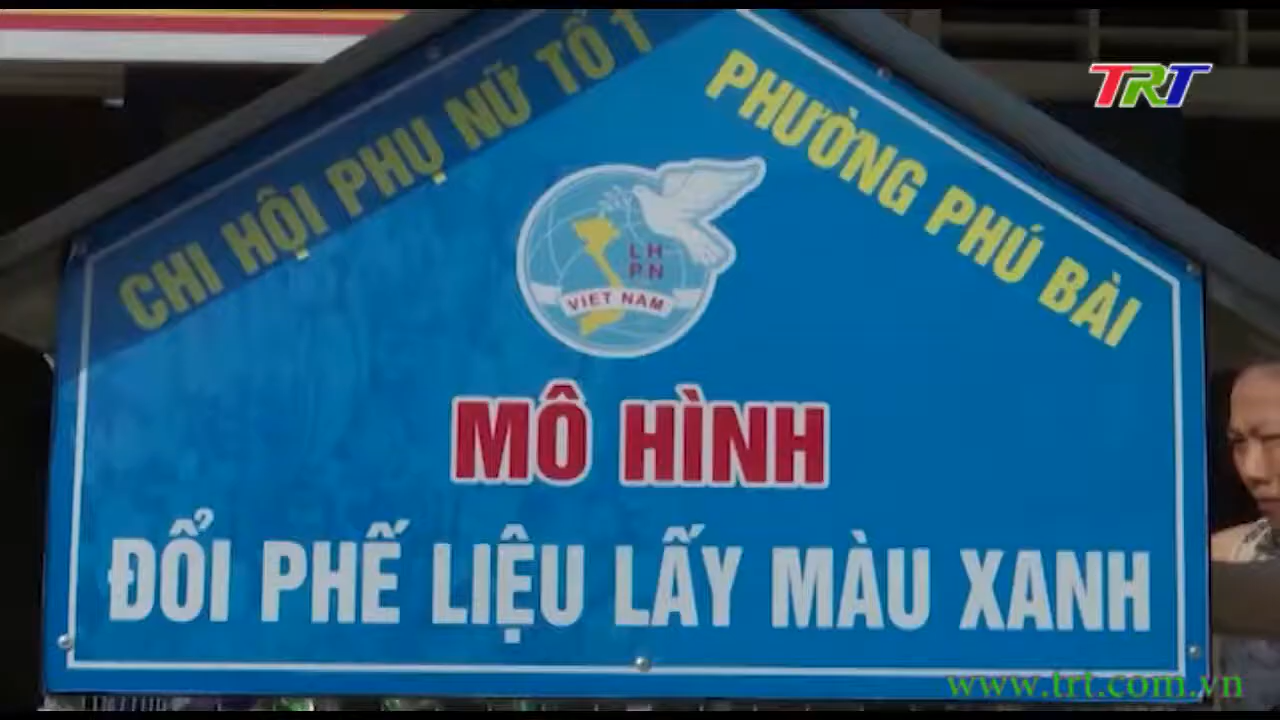 TRT
CHI HỘI PHỤ NỮ TỔ 1
PHƯỜNG PHÚ BÀI
LH
PN
VIET NAM
MÔ HÌNH
ĐỔI PHẾ LIỆU LẤY MÀU XANH
www.trt.com.vn